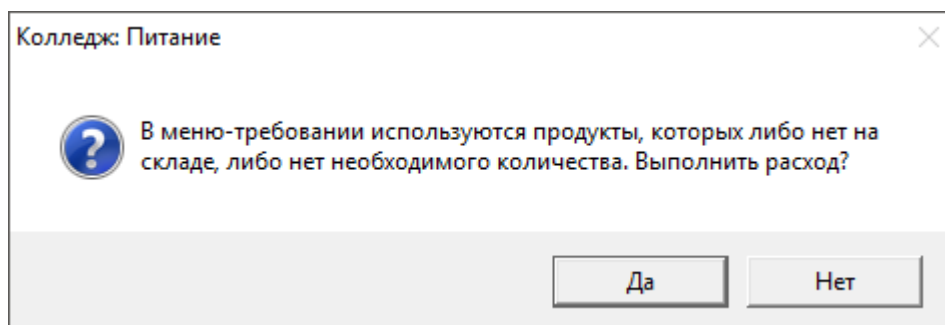 Колледж: Питание
В меню-требовании используются продукты, которых либо нет на
складе, либо нет необходимого количества. Выполнить расход?
Да
Нет